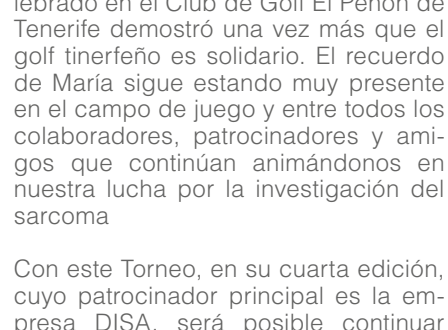 lebrado en el Club de Golf El Peñón de
Tenerife demostró una vez más que el
golf tinerfeño es solidario. El recuerdo
de María sigue estando muy presente
en el campo de juego y entre todos los
colaboradores, patrocinadores y ami-
gos que continúan animándonos en
nuestra lucha por la investigación del
sarcoma

Con este Torneo, en su cuarta edición,
cuyo patrocinador principal es la em-
presa DISA, será posible continuar